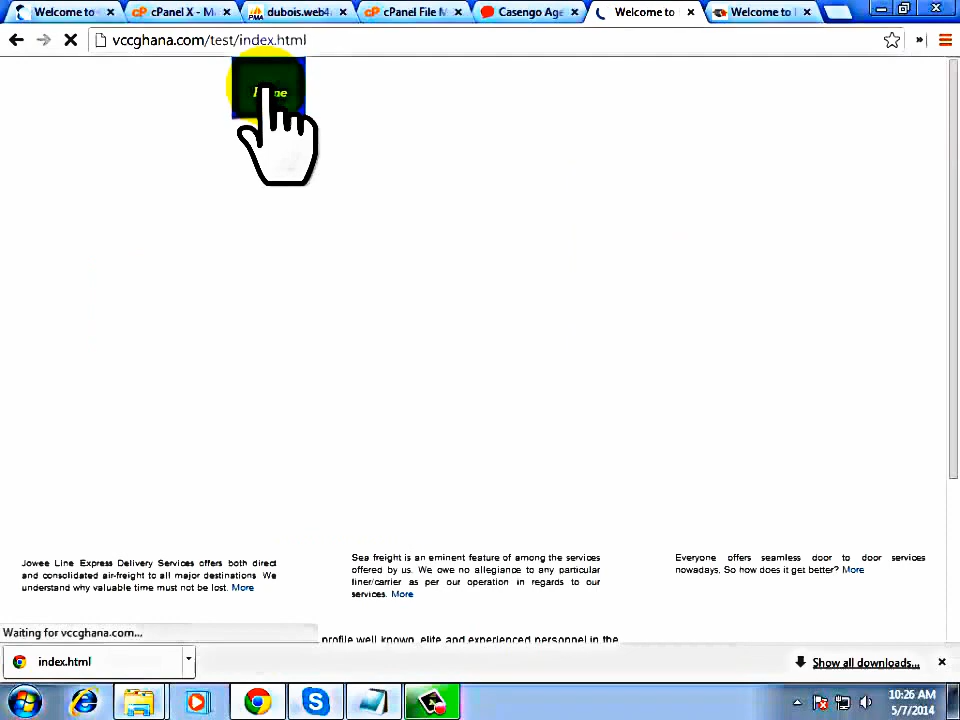 Welcome to
cPanel X - M
dubois.web4
cPanel File M
Casengo Age
Welcome to
Welcome to
vccghana.com/test/index.html
Jowee Line Express Delivery Services offers both direct
and consolidated air-freight to all major destinations. We
understand why valuable time must not be lost. More
Sea freight is an eminent feature of among the services
offered by us. We owe no allegiance to any particular
liner/carrier as per our operation in regards to our
services. More
Everyone offers seamless door to door services
nowadays. So how does it get better? More
profile well known, elite and experienced personnel in the
Waiting for vccghana.com...
index.html
Show all downloads...
10:26 AM
5/7/2014